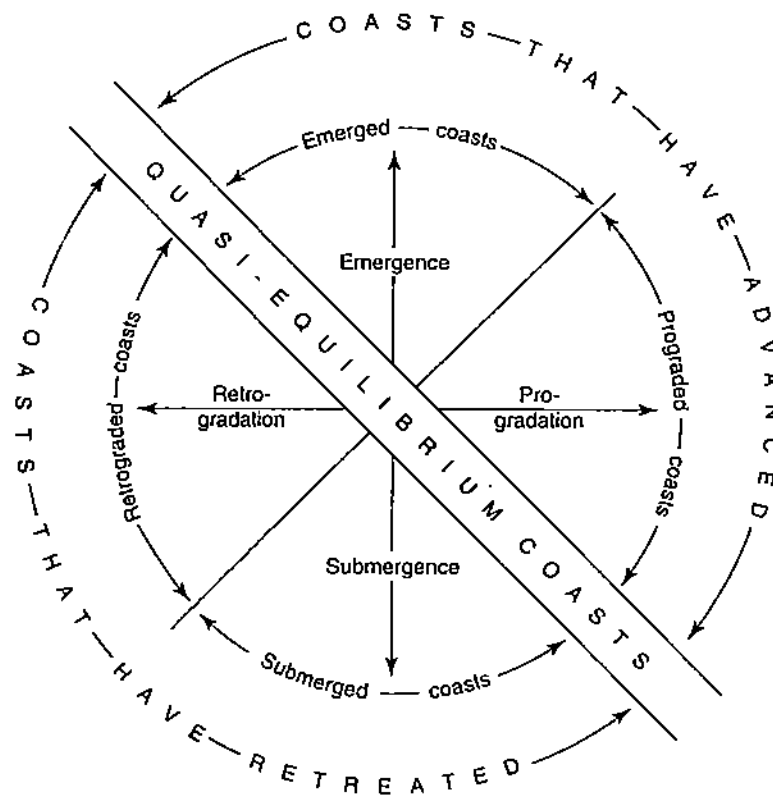 COASTS—THAT—HAVE—ADVANCED
Emerged — coasts
QUASI-EQUILIBRIUM COASTS
Emergence
Prograded — coasts
Retrograded — coasts
Retro-
gradation
Pro-
gradation
Submergence
Submerged — coasts
COASTS—THAT—HAVE—RETREATED